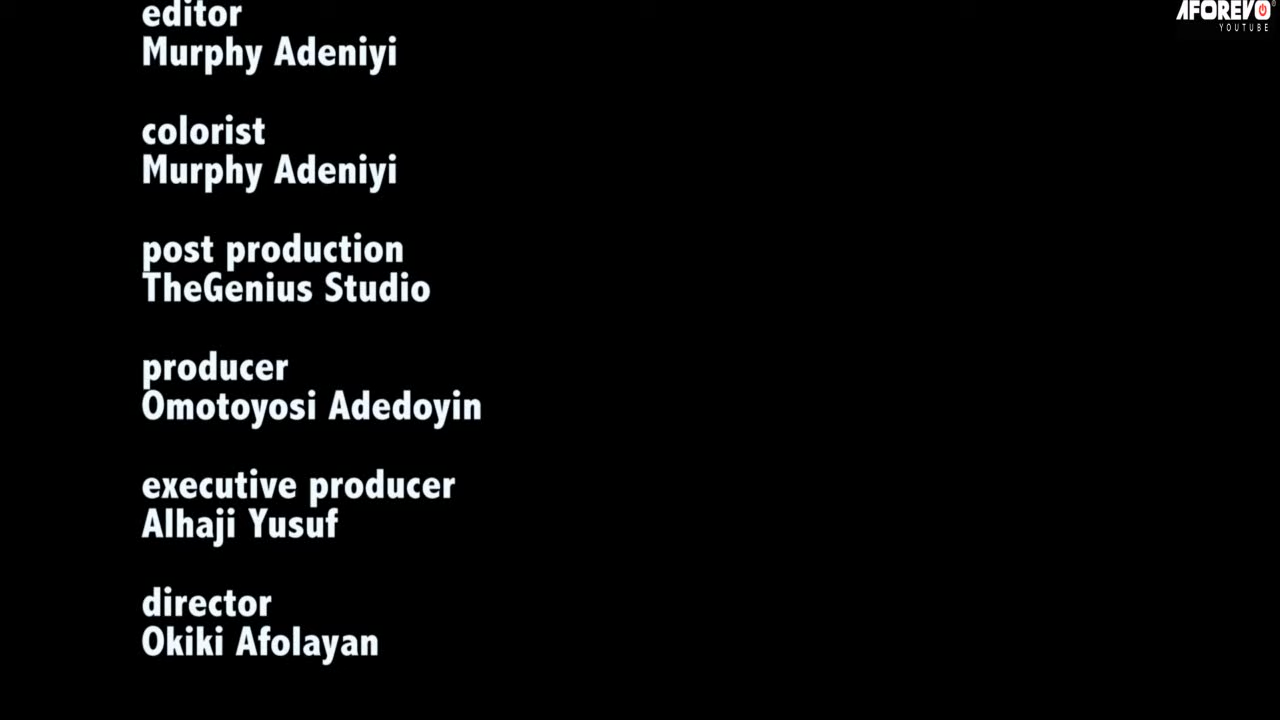 editor
Murphy Adeniyi
colorist
Murphy Adeniyi
post production
TheGenius Studio
producer
Omotoyosi Adedoyin
executive producer
Alhaji Yusuf
director
Okiki Afolayan
AFOREVO
YOUTUBE